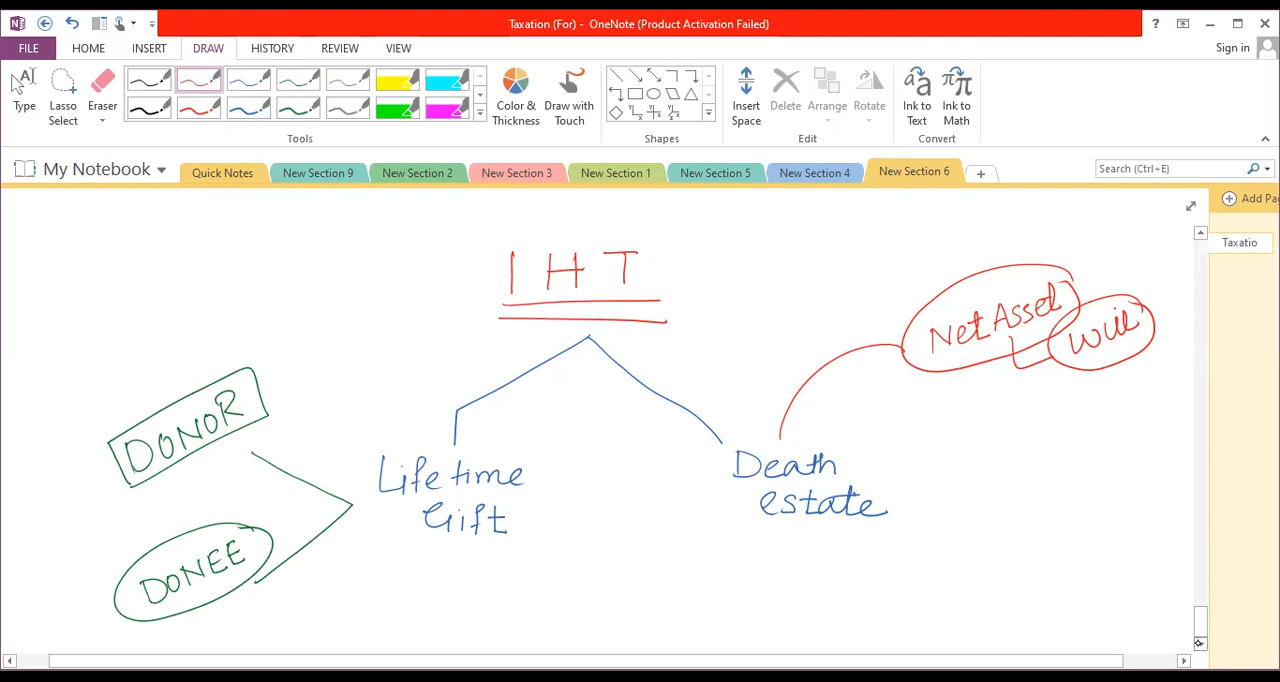 Taxation (For) - OneNote (Product Activation Failed)
?
FILE HOME INSERT DRAW HISTORY REVIEW VIEW
Sign in
Type
Lasso Select
Eraser
Color & Thickness
Draw with Touch
Insert Space
Delete
Arrange
Rotate
Ink to Text
Ink to Math
Tools Shapes Edit Convert
My Notebook Quick Notes New Section 9 New Section 2 New Section 3 New Section 1 New Section 5 New Section 4 New Section 6
Search (Ctrl+E)
Add Pa
Taxatio
IHT
Net Asset
Will
DONOR
Lifetime
Gift
Death
estate
DONEE